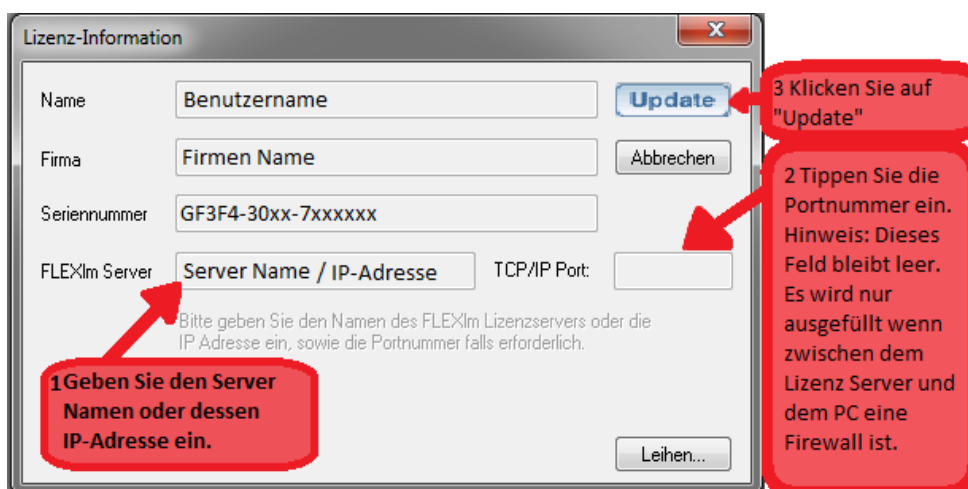 Lizenz-Information
Name
Benutzername
Update
Firma
Firmen Name
Abbrechen
Seriennummer
GF3F4-30xx-7xxxxxx
FLEXlm Server
Server Name / IP-Adresse
TCP/IP Port:
Bitte geben Sie den Namen des FLEXlm Lizenzservers oder die
IP Adresse ein, sowie die Portnummer falls erforderlich.
Leihen...
1 Geben Sie den Server
Namen oder dessen
IP-Adresse ein.
2 Tippen Sie die
Portnummer ein.
Hinweis: Dieses
Feld bleibt leer.
Es wird nur
ausgefüllt wenn
zwischen dem
Lizenz Server und
dem PC eine
Firewall ist.
3 Klicken Sie auf
"Update"